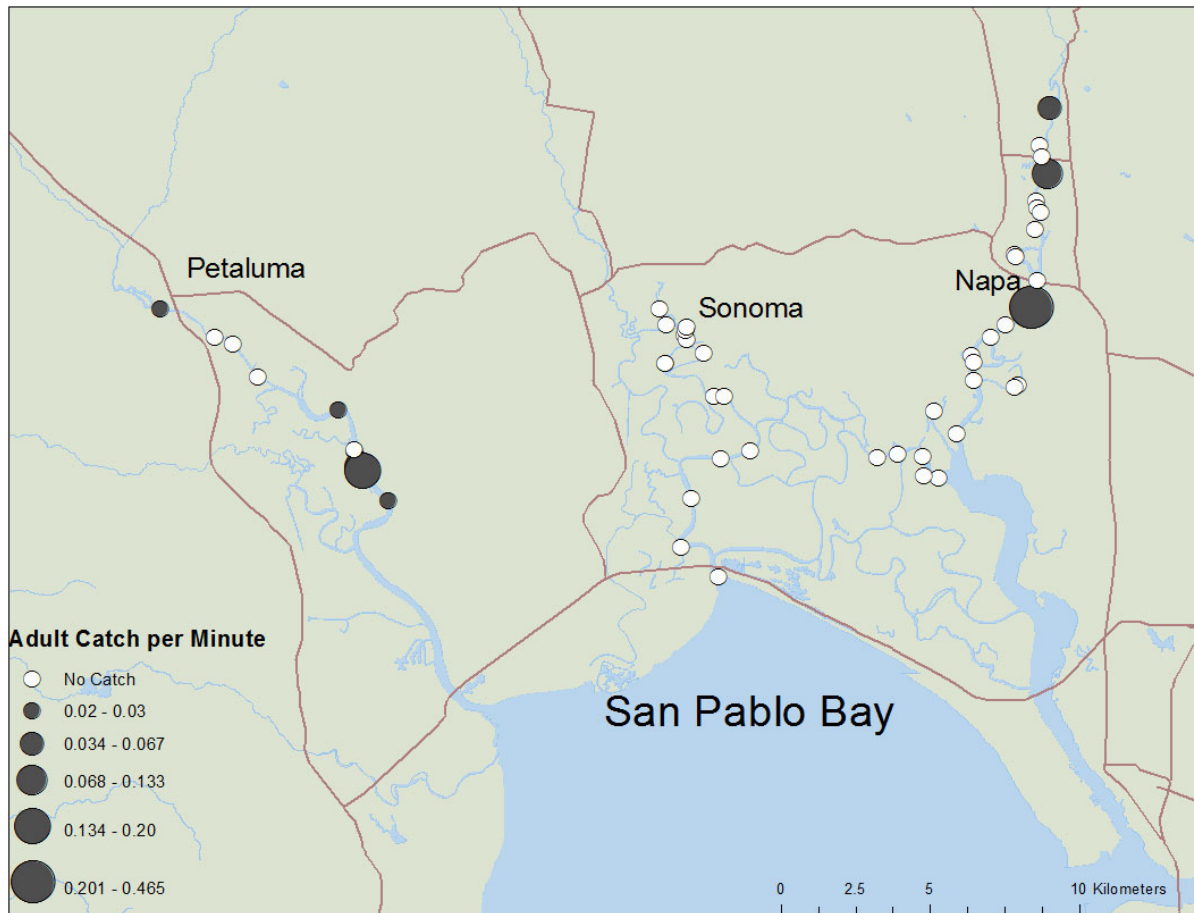 Petaluma
Sonoma
Napa
San Pablo Bay
Adult Catch per Minute
No Catch
0.02 - 0.03
0.034 - 0.067
0.068 - 0.133
0.134 - 0.20
0.201 - 0.465
0 2.5 5 10 Kilometers